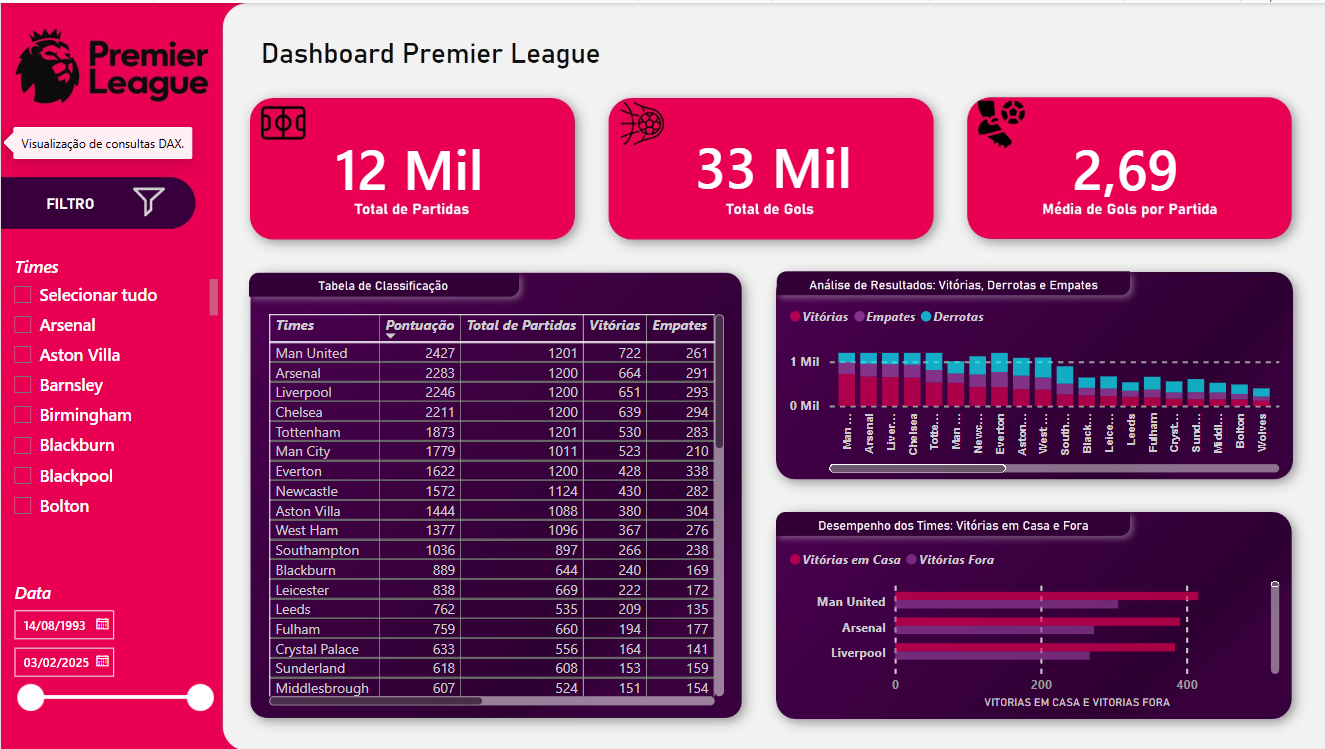 Premier
League
Dashboard Premier League
Visualização de consultas DAX.
FILTRO
Times
Selecionar tudo
Arsenal
Aston Villa
Barnsley
Birmingham
Blackburn
Blackpool
Bolton
Data
14/08/1993
03/02/2025
12 Mil
Total de Partidas
33 Mil
Total de Gols
2,69
Média de Gols por Partida
Tabela de Classificação
Times Pontuação Total de Partidas Vitórias Empates
Man United 2427 1201 722 261
Arsenal 2283 1200 664 291
Liverpool 2246 1200 651 293
Chelsea 2211 1200 639 294
Tottenham 1873 1201 530 283
Man City 1779 1011 523 210
Everton 1622 1200 428 338
Newcastle 1572 1124 430 282
Aston Villa 1444 1088 380 304
West Ham 1377 1096 367 276
Southampton 1036 897 266 238
Blackburn 889 644 240 169
Leicester 838 669 222 172
Leeds 762 535 209 135
Fulham 759 660 194 177
Crystal Palace 633 556 164 141
Sunderland 618 608 153 159
Middlesbrough 607 524 151 154
Análise de Resultados: Vitórias, Derrotas e Empates
Vitórias Empates Derrotas
1 Mil
0 Mil
Man ...
Arsenal
Liver...
Chelsea
Totte...
Man ...
Newc...
Everton
Aston...
West ...
South...
Black...
Leice...
Leeds
Fulham
Cryst...
Sund...
Middl...
Bolton
Wolves
Desempenho dos Times: Vitórias em Casa e Fora
Vitórias em Casa Vitórias Fora
Man United
Arsenal
Liverpool
0 200 400
VITORIAS EM CASA E VITORIAS FORA